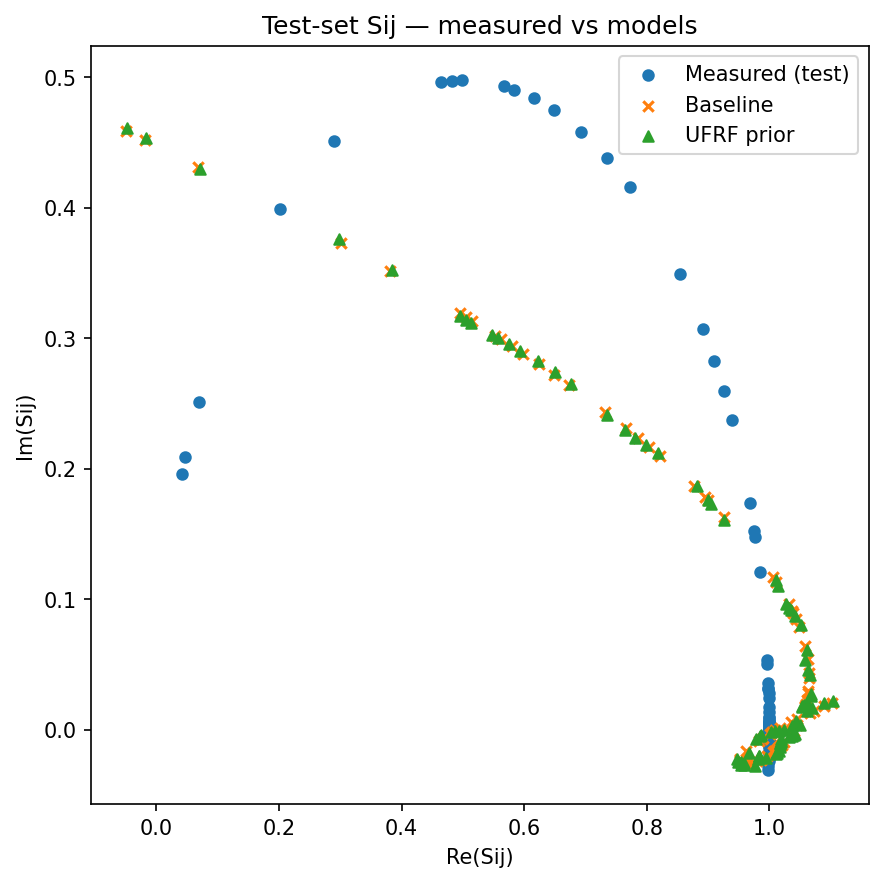 Test-set Sij — measured vs models
Measured (test)
Baseline
UFRF prior
Im(Sij)
0.5
0.4
0.3
0.2
0.1
0.0
0.0 0.2 0.4 0.6 0.8 1.0
Re(Sij)